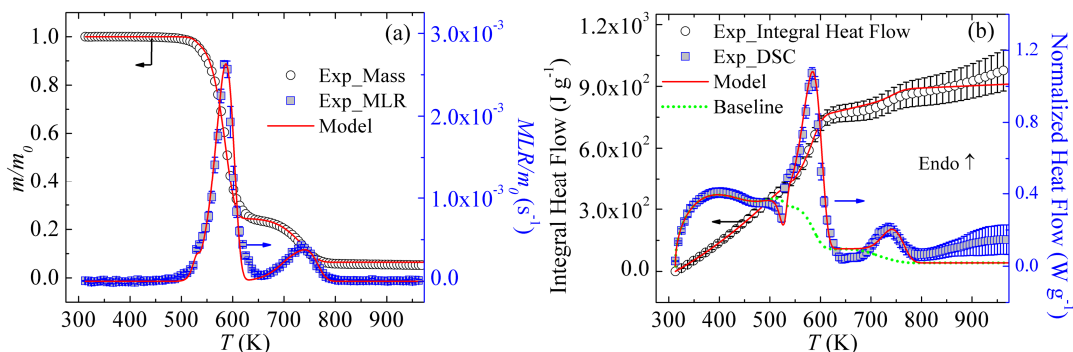 (a)
1.0
0.8
0.6
0.4
0.2
0.0
m/m₀
Exp_Mass
Exp_MLR
Model
3.0x10⁻³
2.0x10⁻³
1.0x10⁻³
0.0
MLR/m₀ (s⁻¹)
300 400 500 600 700 800 900
T (K)
(b)
1.2x10³
9.0x10²
6.0x10²
3.0x10²
0.0
Integral Heat Flow (J g⁻¹)
Exp_Integral Heat Flow
Exp_DSC
Model
Baseline
Endo ↑
1.2
0.8
0.4
0.0
Normalized Heat Flow (W g⁻¹)
300 400 500 600 700 800 900
T (K)